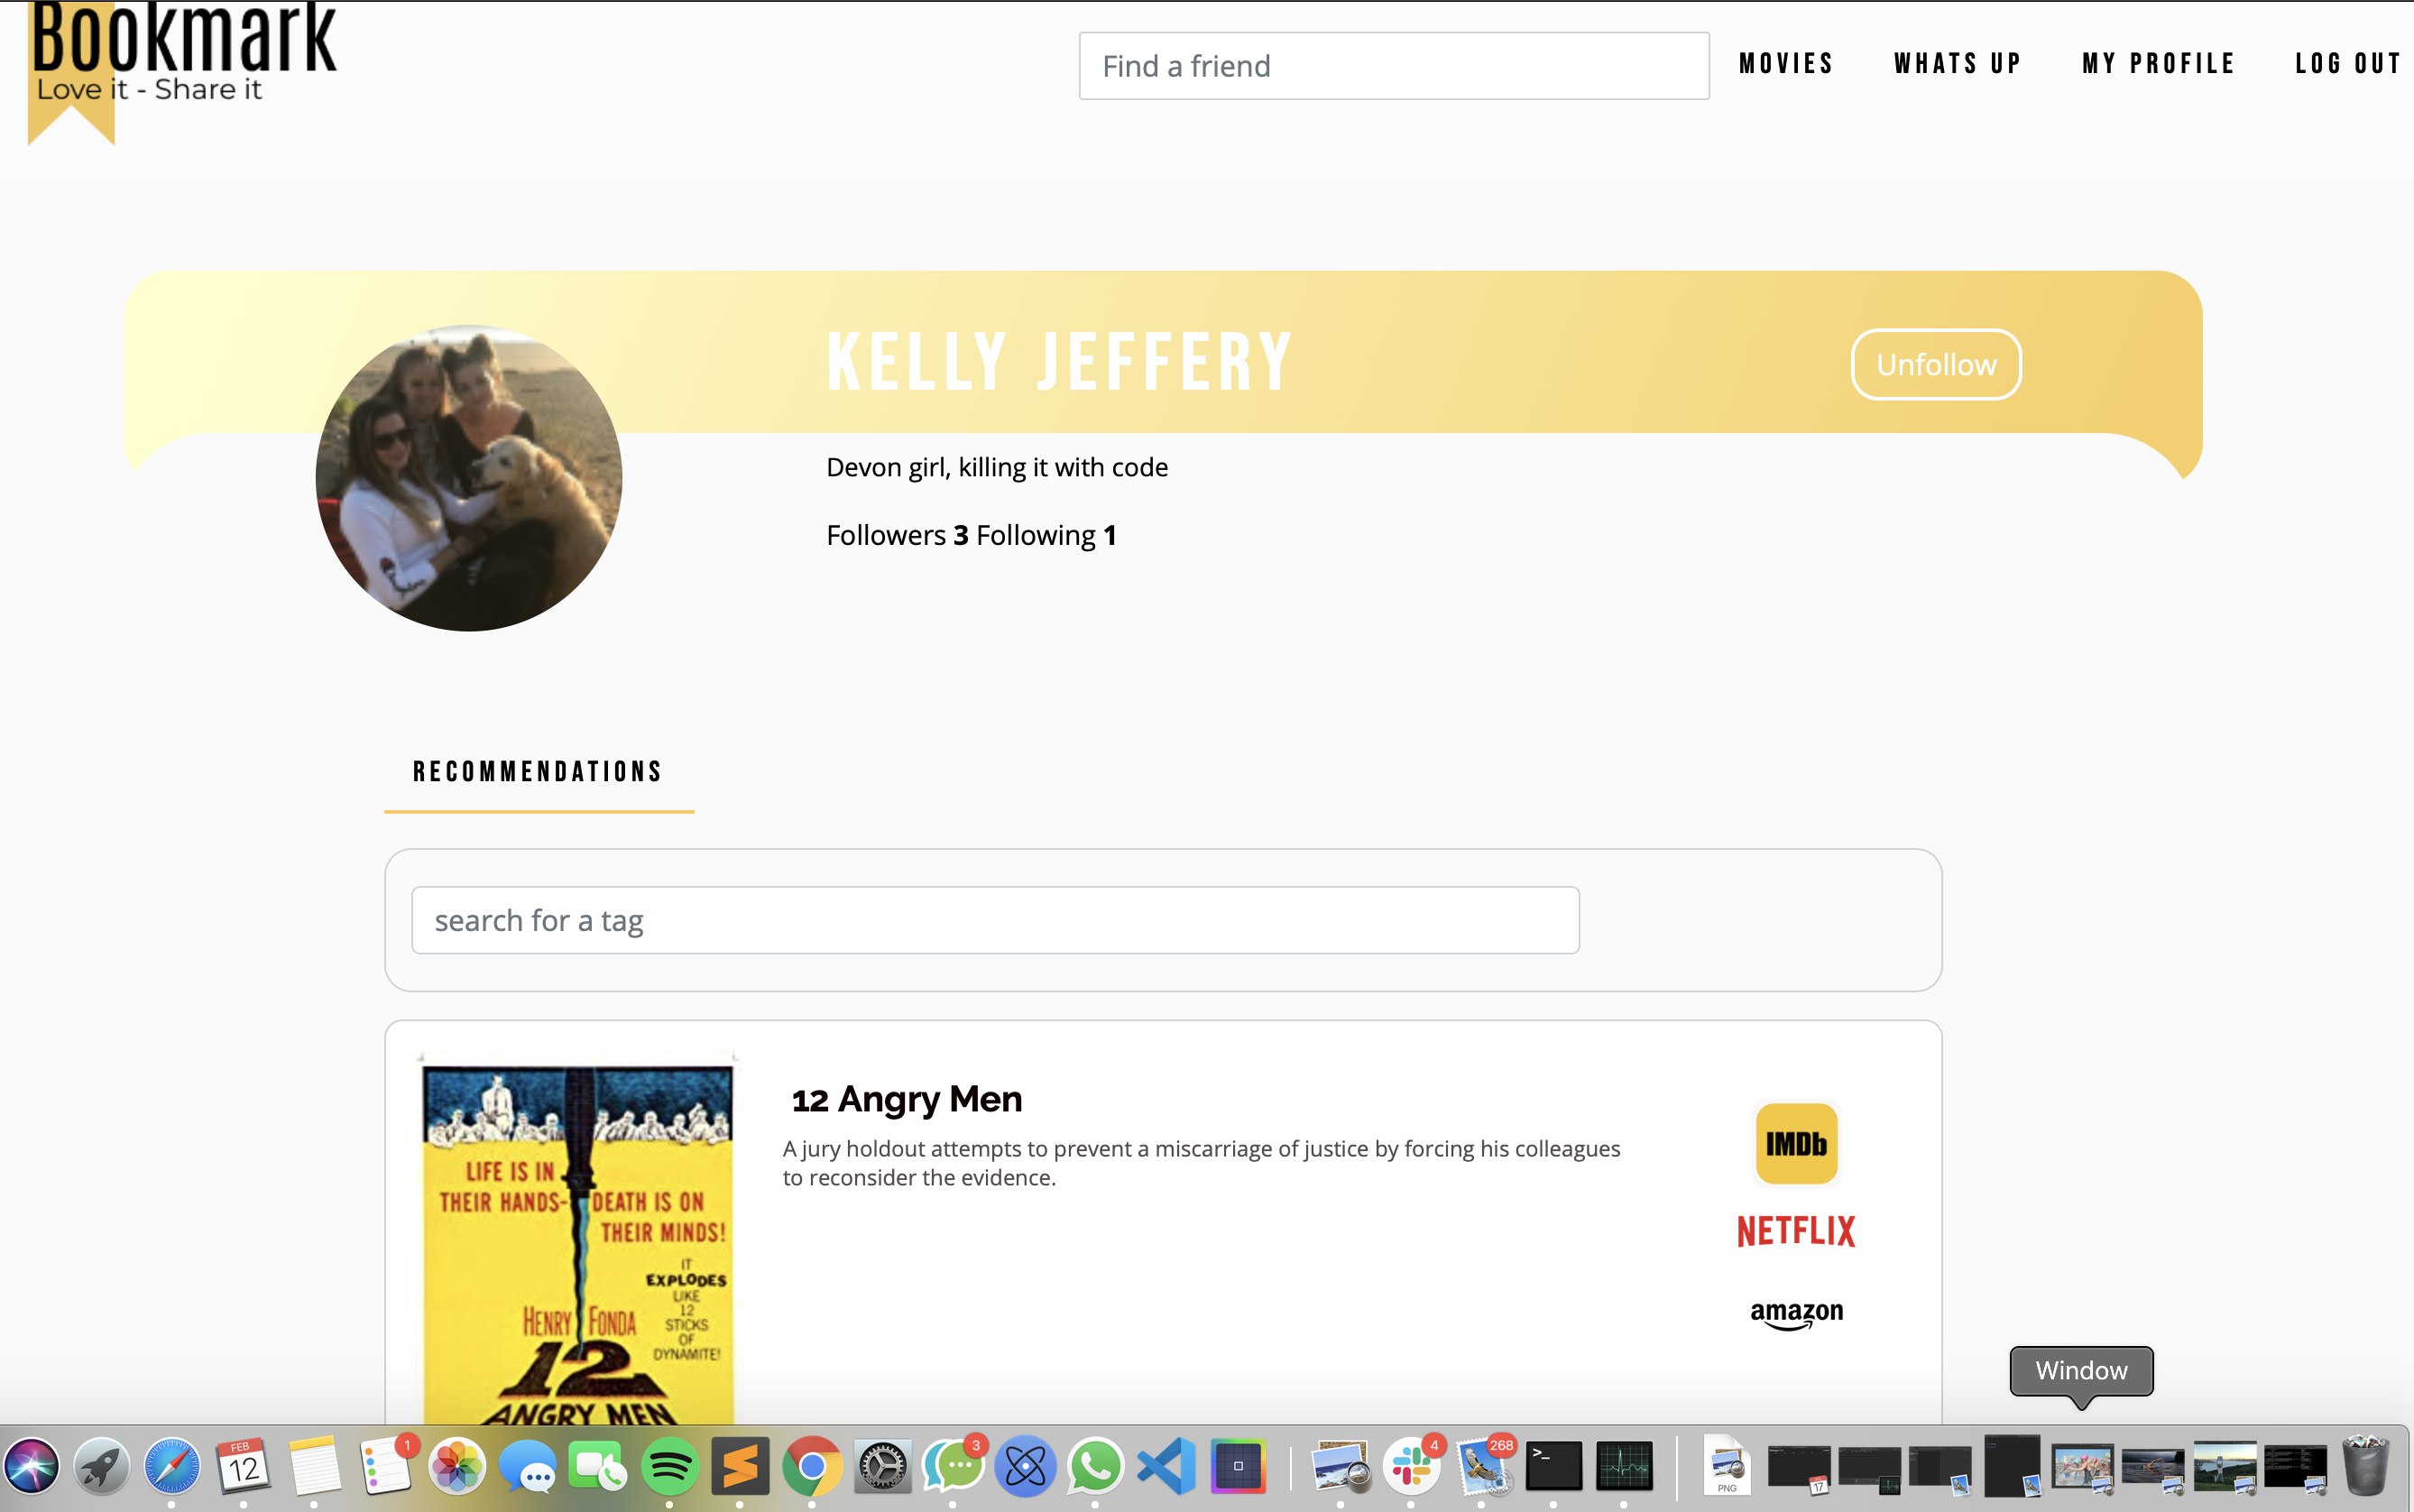 Bookmark
Love it - Share it
Find a friend
MOVIES
WHATS UP
MY PROFILE
LOG OUT
KELLY JEFFERY
Unfollow
Devon girl, killing it with code
Followers 3 Following 1
RECOMMENDATIONS
search for a tag
12 Angry Men
A jury holdout attempts to prevent a miscarriage of justice by forcing his colleagues
to reconsider the evidence.
IMDb
NETFLIX
amazon
LIFE IS IN
THEIR HANDS-
DEATH IS ON
THEIR MINDS!
IT
EXPLODES
LIKE
12
STICKS
OF
DYNAMITE!
HENRY FONDA
12
ANGRY MEN
Window
FEB
12
1
3
4
268
>_
PNG
17